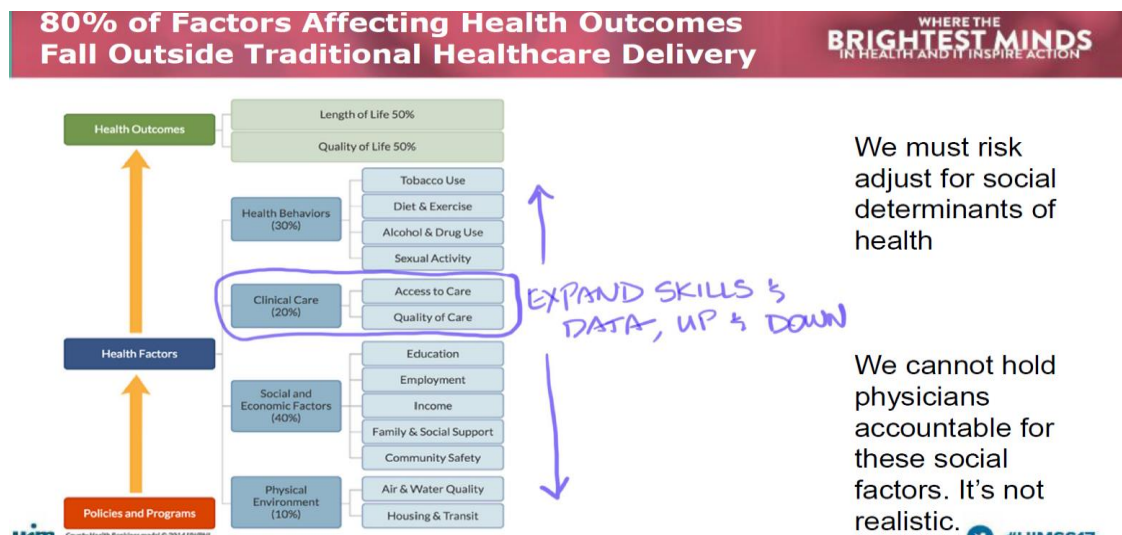 80% of Factors Affecting Health Outcomes
Fall Outside Traditional Healthcare Delivery
WHERE THE
BRIGHTEST MINDS
IN HEALTH AND IT INSPIRE ACTION
Health Outcomes
Length of Life 50%
Quality of Life 50%
Health Behaviors
(30%)
Tobacco Use
Diet & Exercise
Alcohol & Drug Use
Sexual Activity
Clinical Care
(20%)
Access to Care
Quality of Care
EXPAND SKILLS &
DATA, UP & DOWN
Health Factors
Social and
Economic Factors
(40%)
Education
Employment
Income
Family & Social Support
Community Safety
Physical
Environment
(10%)
Air & Water Quality
Housing & Transit
Policies and Programs
We must risk
adjust for social
determinants of
health
We cannot hold
physicians
accountable for
these social
factors. It's not
realistic.